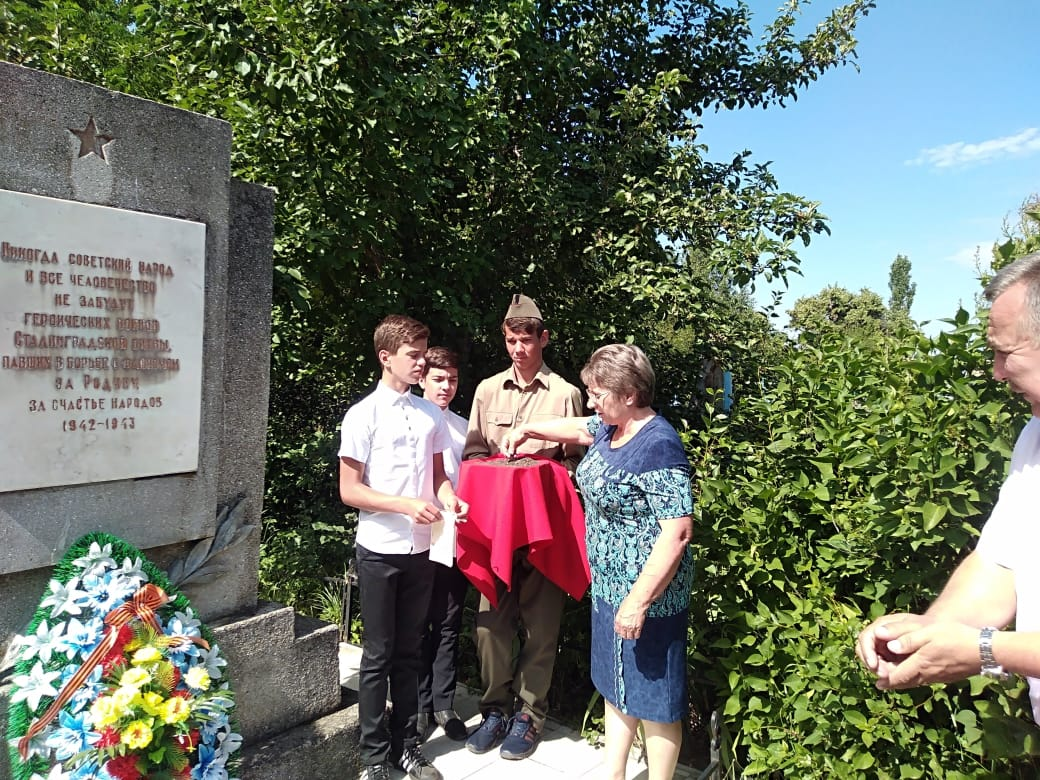 Никогда советский народ
и все человечество
не забудут
героических воинов
Сталинградской битвы,
павших в борьбе с фашизмом
за Родину
за счастье народов
1942-1943